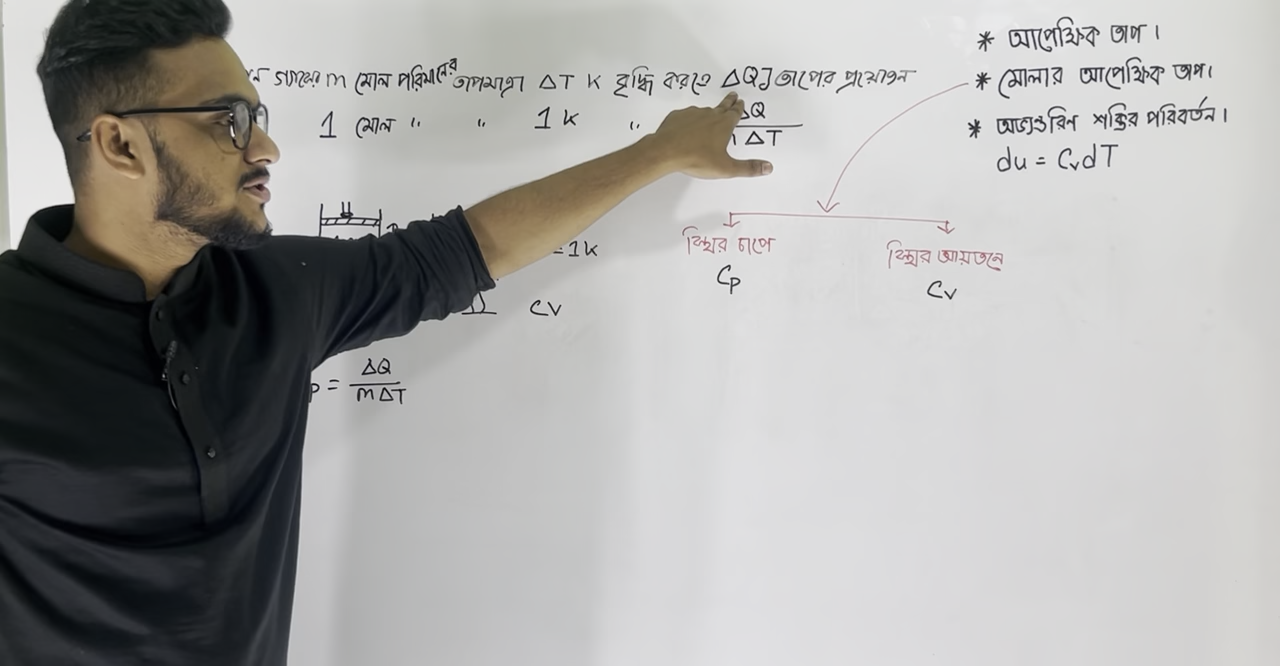 গ্যাসের m মোল পরিমানের তাপমাত্রা ΔT K বৃদ্ধি করতে ΔQ J তাপের প্রয়োজন
1 মোল " " 1 K " ΔQ
ΔT
* আপেক্ষিক তাপ।
* মোলার আপেক্ষিক তাপ।
* অভ্যন্তরিণ শক্তির পরিবর্তন।
du = CvdT
স্থির চাপে
Cp
স্থির আয়তনে
Cv
=1K
Cv
= ΔQ / mΔT